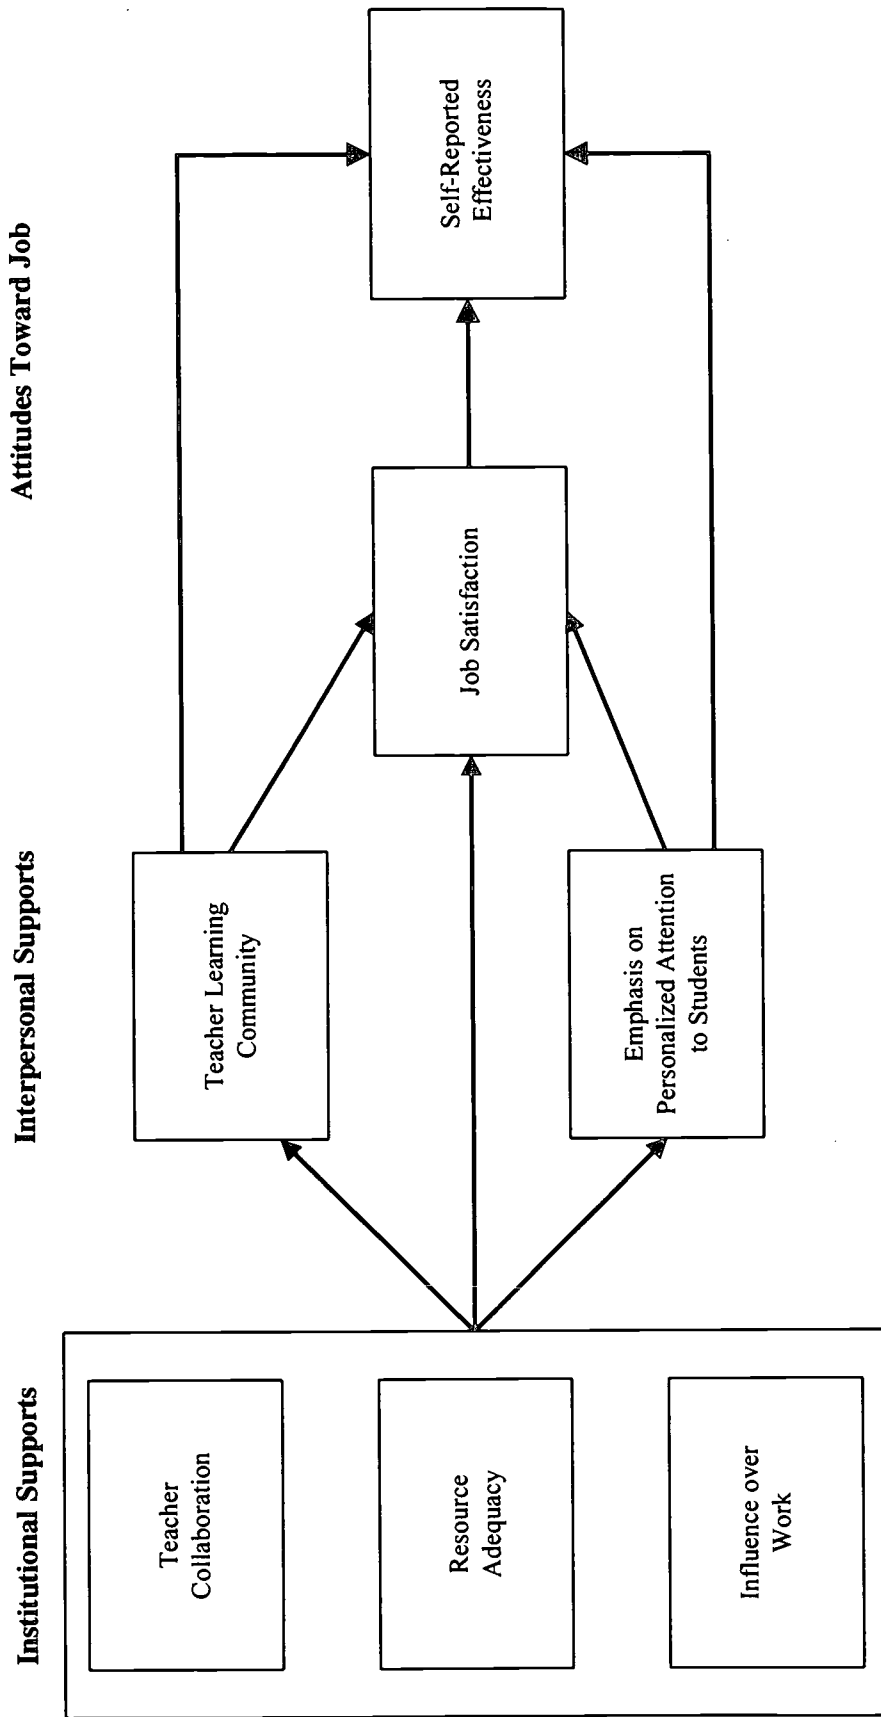 Institutional Supports
Interpersonal Supports
Attitudes Toward Job
Teacher
Collaboration
Resource
Adequacy
Influence over
Work
Teacher Learning
Community
Emphasis on
Personalized Attention
to Students
Job Satisfaction
Self-Reported
Effectiveness